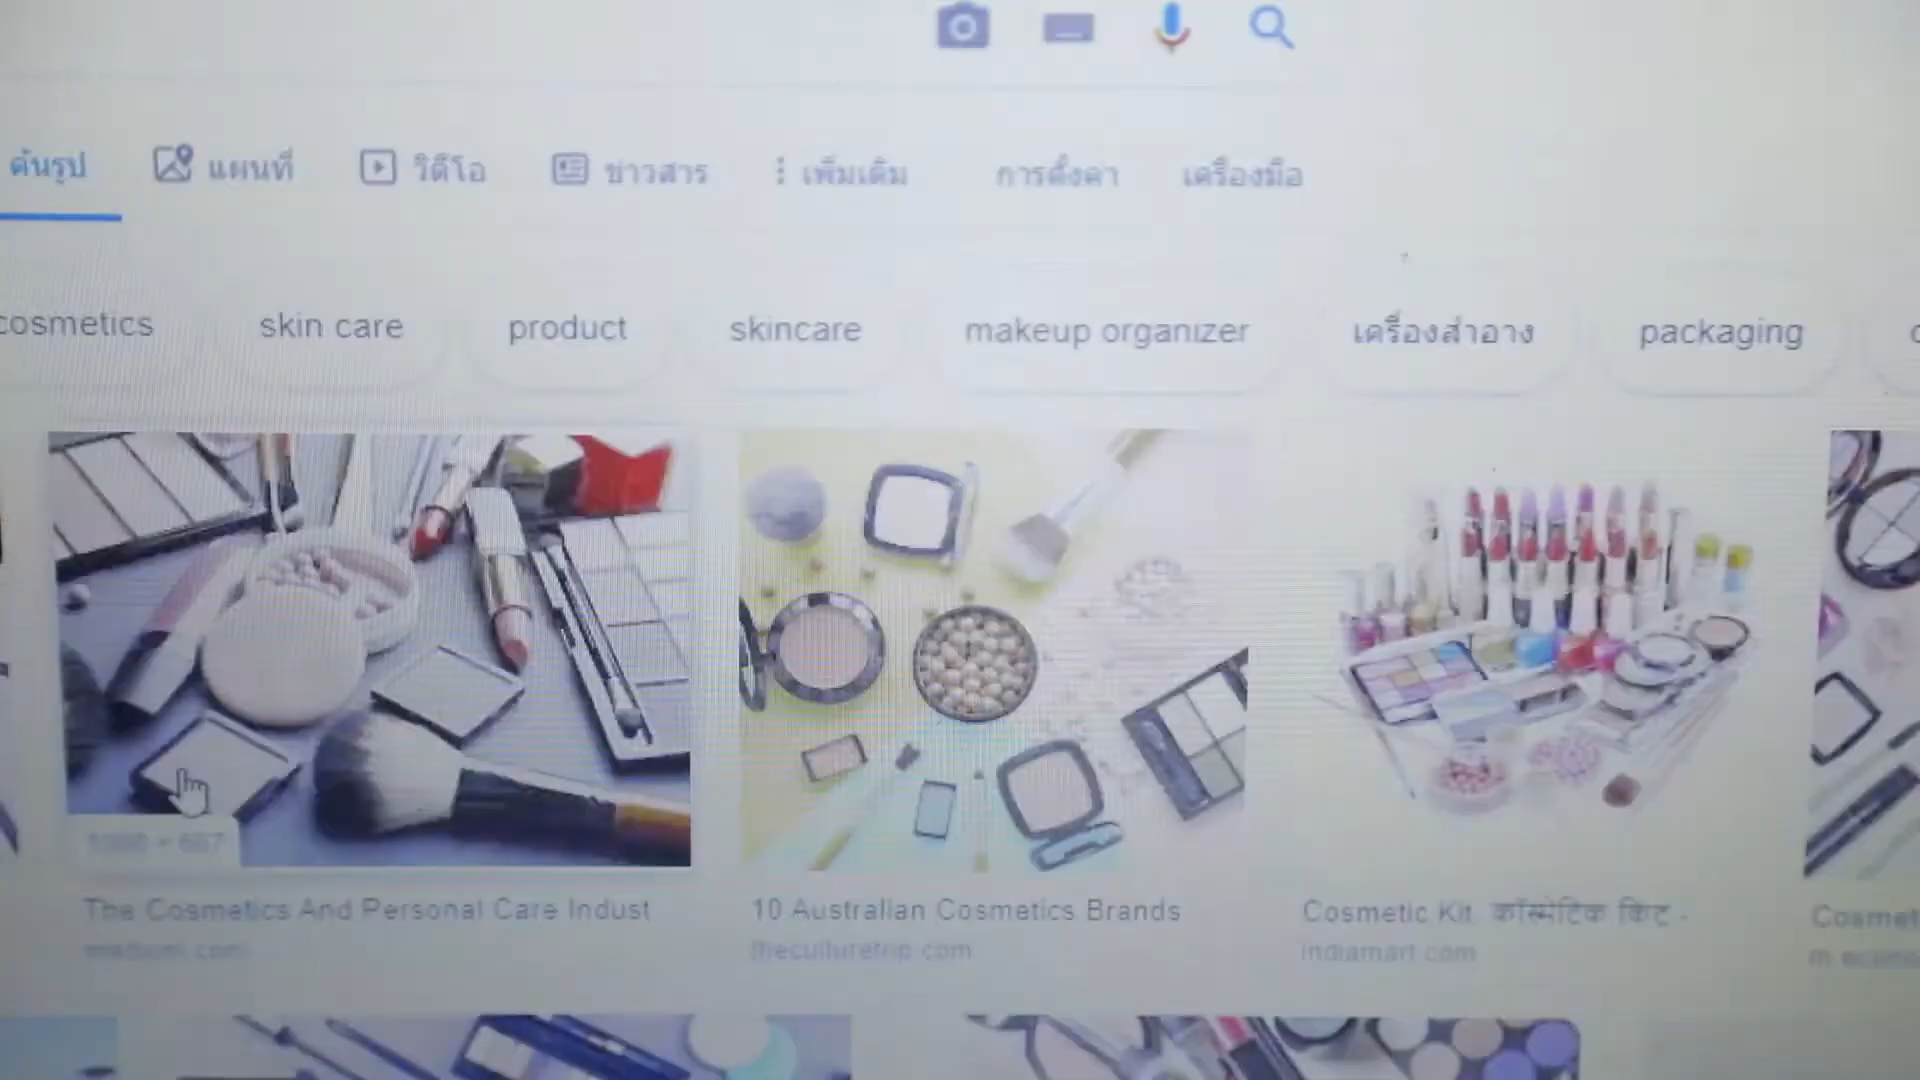 ค้นรูป แผนที่ วิดีโอ ข่าวสาร เพิ่มเติม การตั้งค่า เครื่องมือ
cosmetics skin care product skincare makeup organizer เครื่องสำอาง packaging
The Cosmetics And Personal Care Indust 10 Australian Cosmetics Brands Cosmetic Kit, कॉस्मेटिक किट -
medium.com theculturetrip.com indiamart.com